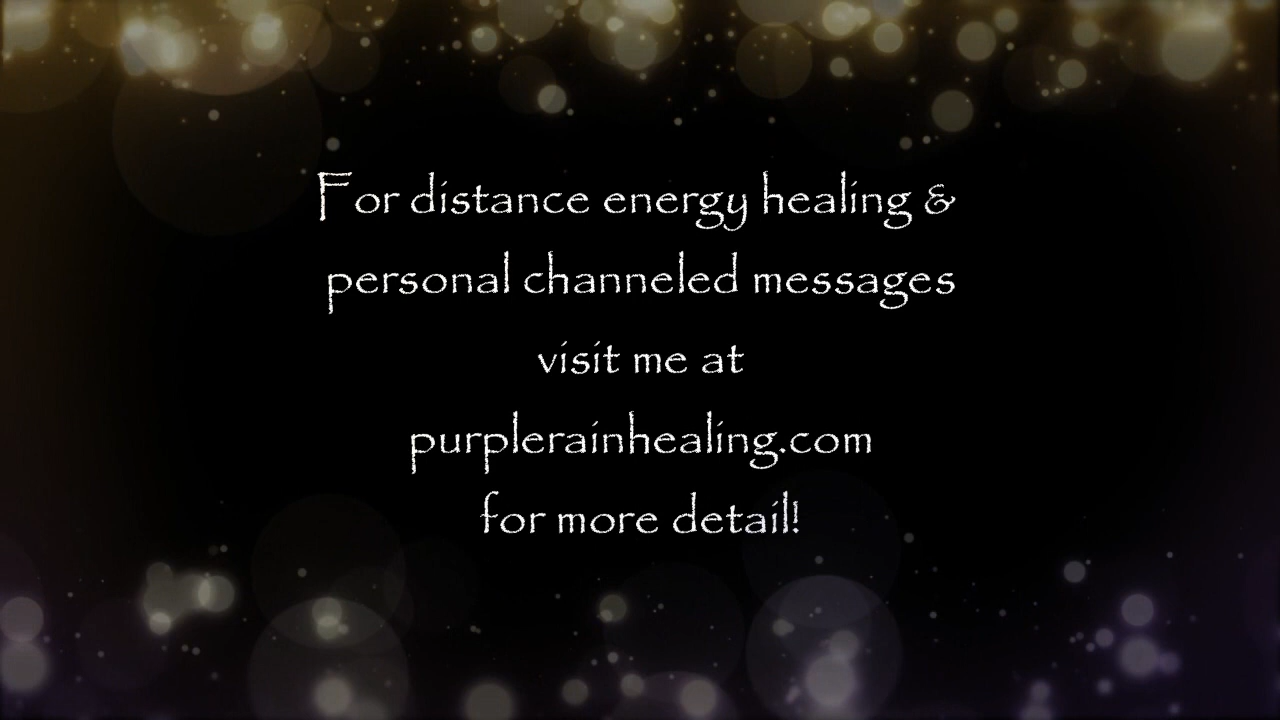 For distance energy healing &
personal channeled messages
visit me at
purplerainhealing.com
for more detail!